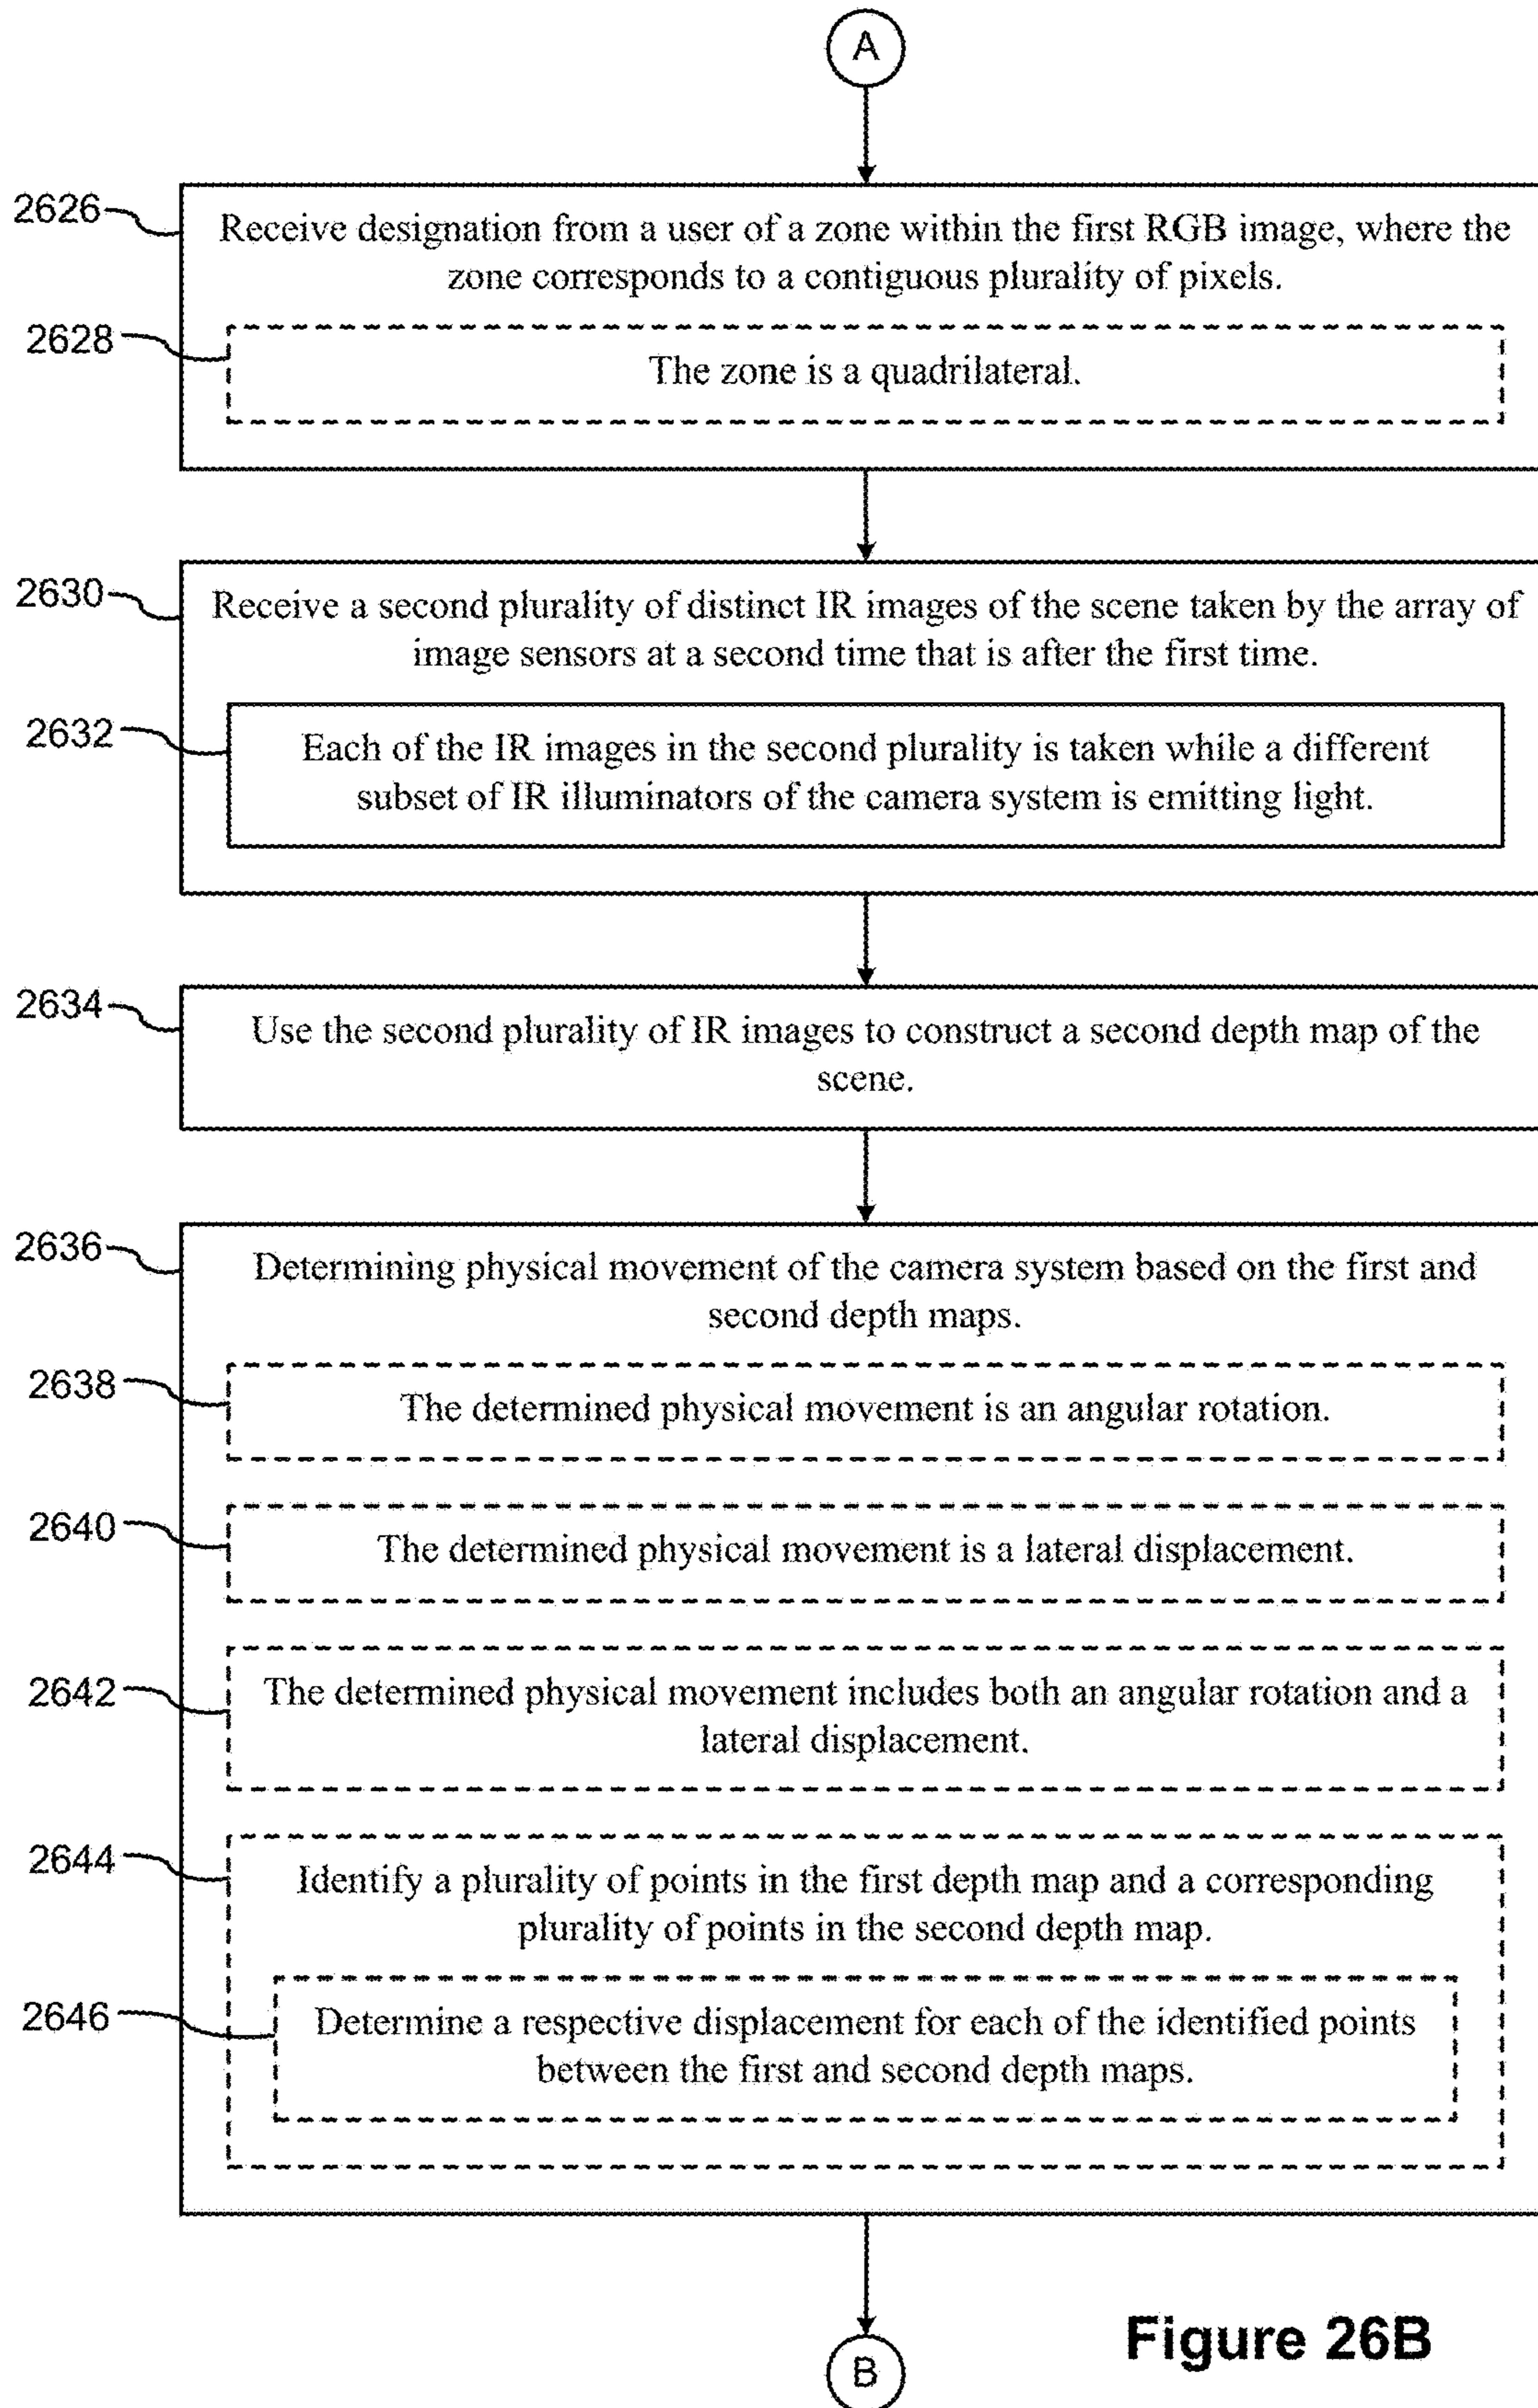 A
2626
Receive designation from a user of a zone within the first RGB image, where the
zone corresponds to a contiguous plurality of pixels.
2628
The zone is a quadrilateral.
2630
Receive a second plurality of distinct IR images of the scene taken by the array of
image sensors at a second time that is after the first time.
2632
Each of the IR images in the second plurality is taken while a different
subset of IR illuminators of the camera system is emitting light.
2634
Use the second plurality of IR images to construct a second depth map of the
scene.
2636
Determining physical movement of the camera system based on the first and
second depth maps.
2638
The determined physical movement is an angular rotation.
2640
The determined physical movement is a lateral displacement.
2642
The determined physical movement includes both an angular rotation and a
lateral displacement.
2644
Identify a plurality of points in the first depth map and a corresponding
plurality of points in the second depth map.
2646
Determine a respective displacement for each of the identified points
between the first and second depth maps.
B
Figure 26B